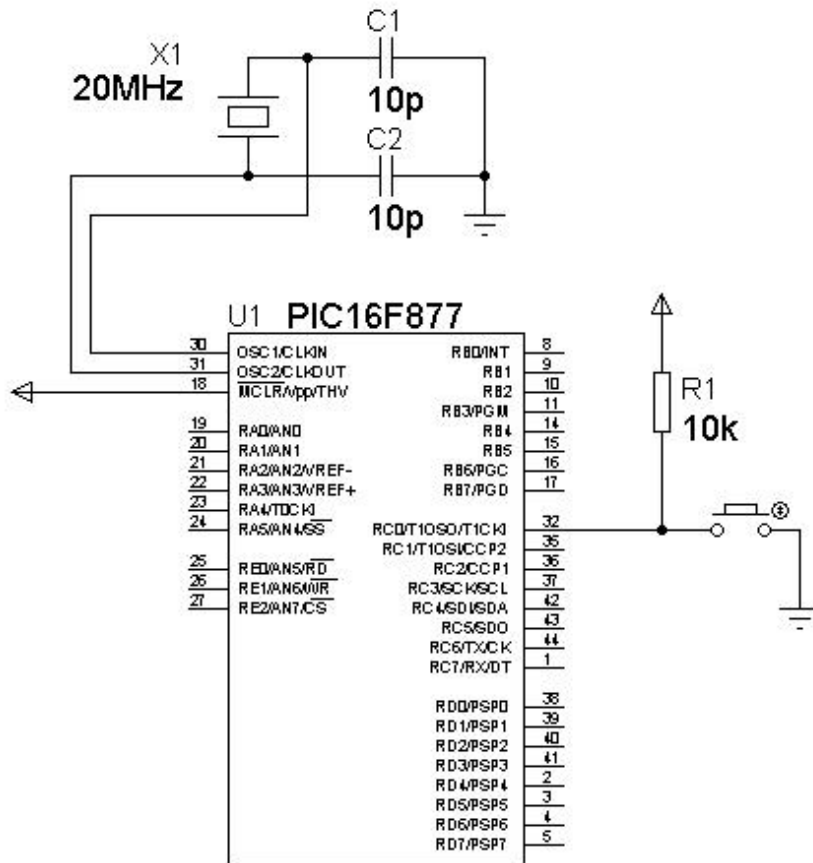 C1
X1
20MHz
10p
C2
10p
U1 PIC16F877
30 OSC1/CLKIN RB0/INT 8
31 OSC2/CLKOUT RB1 9
18 MCLR/Vpp/THV RB2 10
RB3/PGM 11
19 RA0/AN0 RB4 14
20 RA1/AN1 RB5 15
21 RA2/AN2/VREF- RB6/PGC 16
22 RA3/AN3/VREF+ RB7/PGD 17
23 RA4/T0CKI
24 RA5/AN4/SS RC0/T1OSO/T1CKI 32
RC1/T1OSI/CCP2 35
25 RE0/AN5/RD RC2/CCP1 36
26 RE1/AN6/WR RC3/SCK/SCL 37
27 RE2/AN7/CS RC4/SDI/SDA 42
RC5/SDO 43
RC6/TX/CK 44
RC7/RX/DT 1
RD0/PSP0 38
RD1/PSP1 39
RD2/PSP2 40
RD3/PSP3 41
RD4/PSP4 2
RD5/PSP5 3
RD6/PSP6 4
RD7/PSP7 5
R1
10k